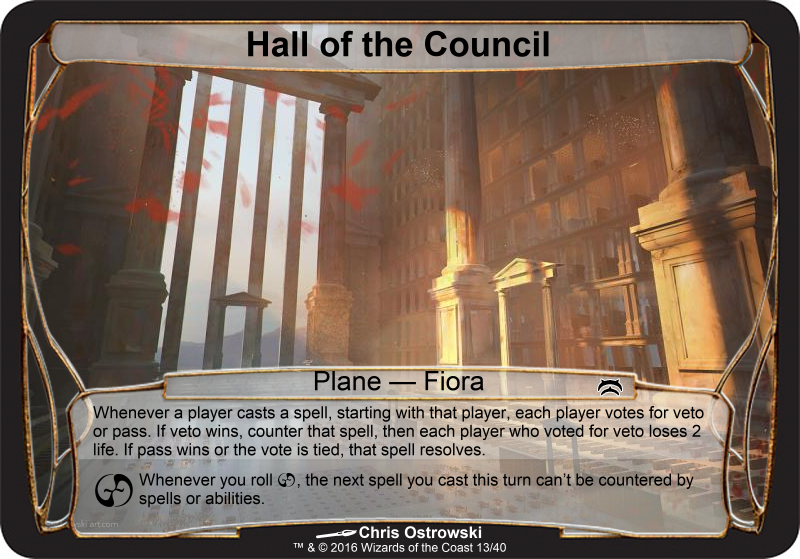 Hall of the Council
Plane — Fiora
Whenever a player casts a spell, starting with that player, each player votes for veto
or pass. If veto wins, counter that spell, then each player who voted for veto loses 2
life. If pass wins or the vote is tied, that spell resolves.
Whenever you roll , the next spell you cast this turn can't be countered by
spells or abilities.
Chris Ostrowski
™ & © 2016 Wizards of the Coast 13/40